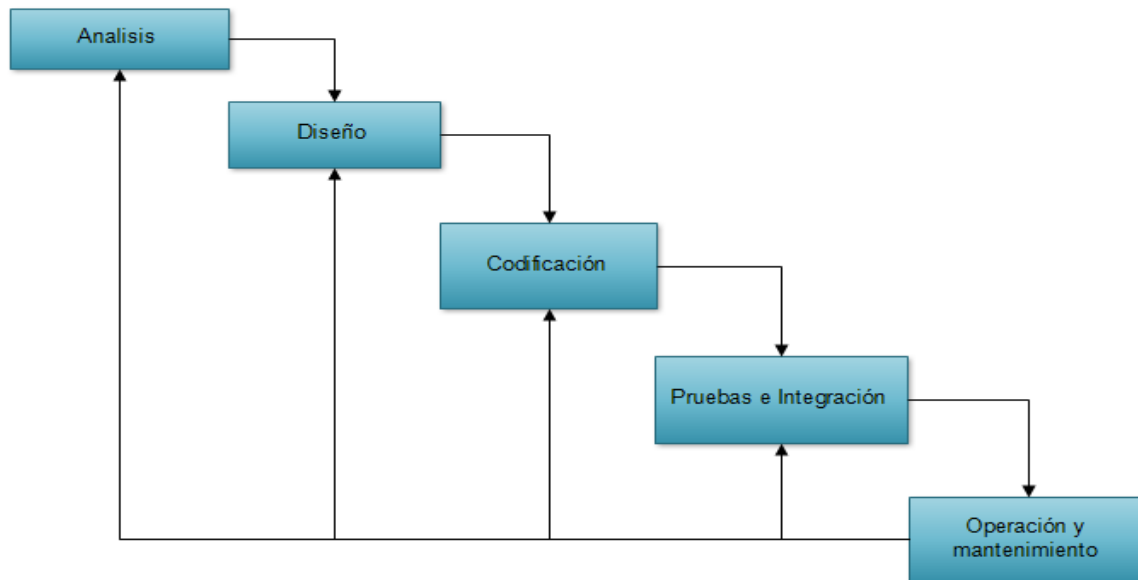 Analisis
Diseño
Codificación
Pruebas e Integración
Operación y
mantenimiento